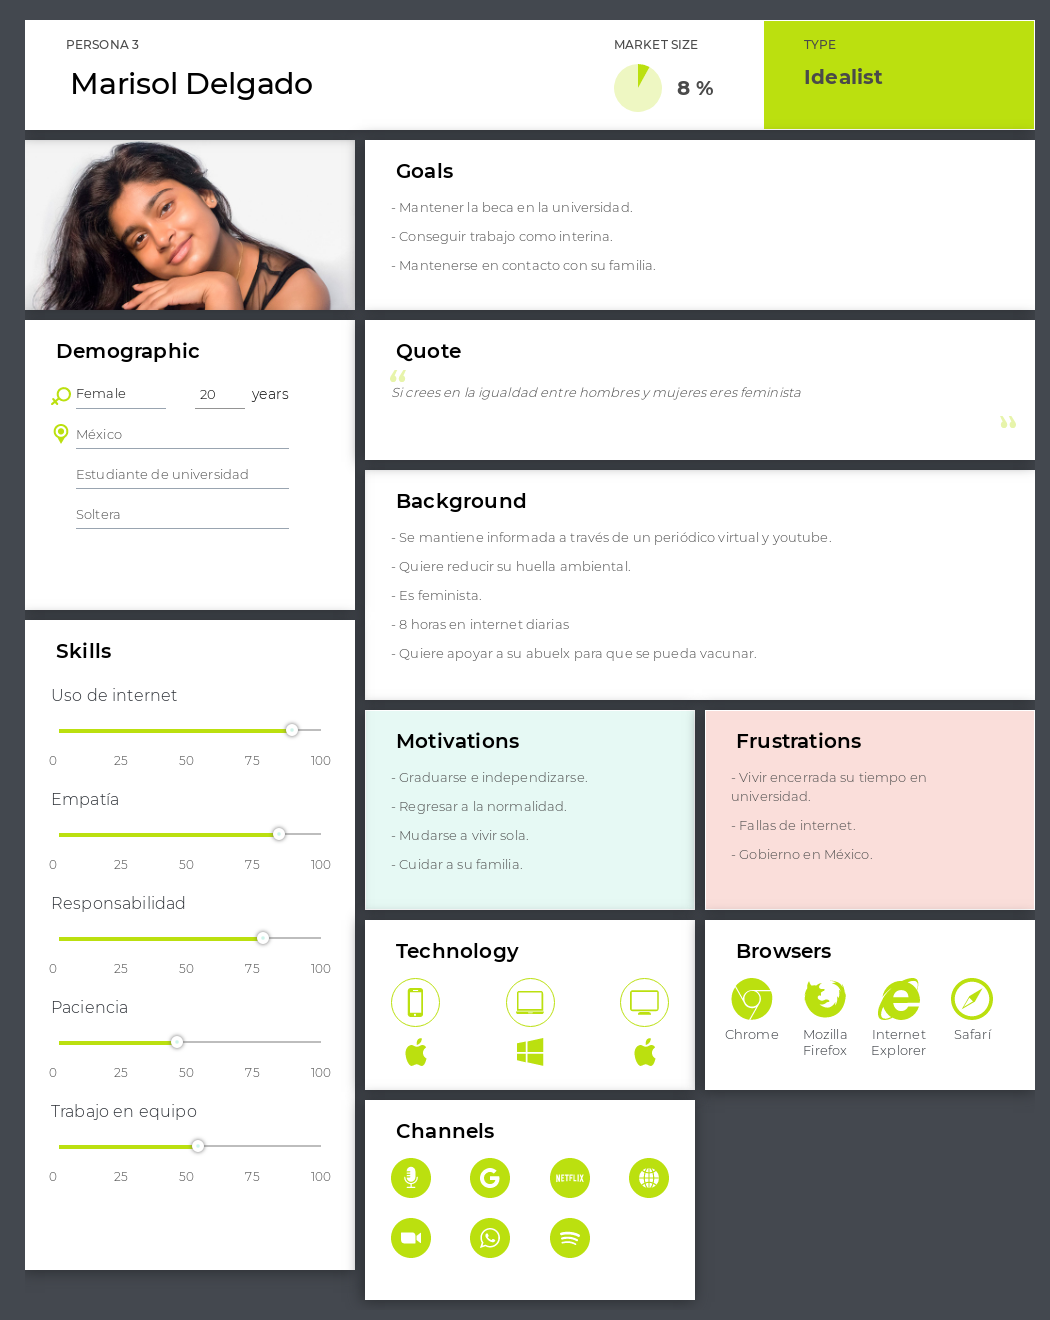 PERSONA 3
Marisol Delgado
MARKET SIZE
8 %
TYPE
Idealist
Goals
- Mantener la beca en la universidad.
- Conseguir trabajo como interina.
- Mantenerse en contacto con su familia.
Demographic
Female 20 years
México
Estudiante de universidad
Soltera
Quote
“
Si crees en la igualdad entre hombres y mujeres eres feminista
”
Background
- Se mantiene informada a través de un periódico virtual y youtube.
- Quiere reducir su huella ambiental.
- Es feminista.
- 8 horas en internet diarias
- Quiere apoyar a su abuelx para que se pueda vacunar.
Skills
Uso de internet
0 25 50 75 100
Empatía
0 25 50 75 100
Responsabilidad
0 25 50 75 100
Paciencia
0 25 50 75 100
Trabajo en equipo
0 25 50 75 100
Motivations
- Graduarse e independizarse.
- Regresar a la normalidad.
- Mudarse a vivir sola.
- Cuidar a su familia.
Frustrations
- Vivir encerrada su tiempo en
universidad.
- Fallas de internet.
- Gobierno en México.
Technology
Browsers
Chrome
Mozilla
Firefox
Internet
Explorer
Safarí
Channels
NETFLIX